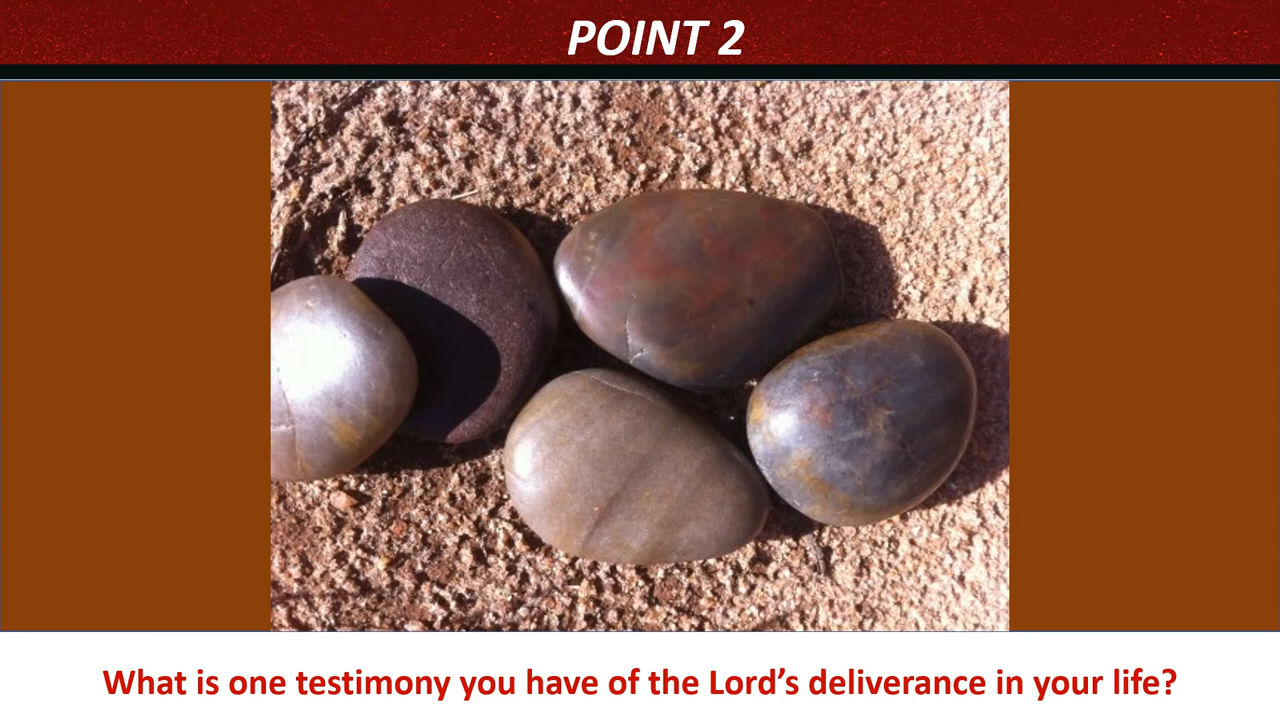 POINT 2
What is one testimony you have of the Lord’s deliverance in your life?